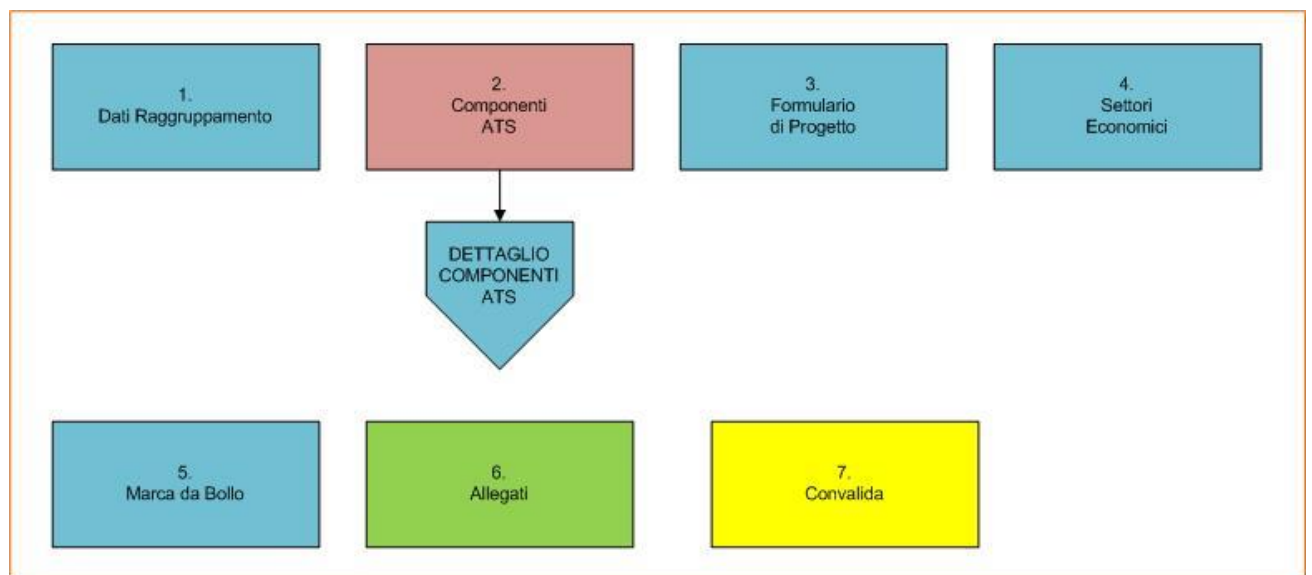 1.
Dati Raggruppamento
2.
Componenti
ATS
3.
Formulario
di Progetto
4.
Settori
Economici
DETTAGLIO
COMPONENTI
ATS
5.
Marca da Bollo
6.
Allegati
7.
Convalida